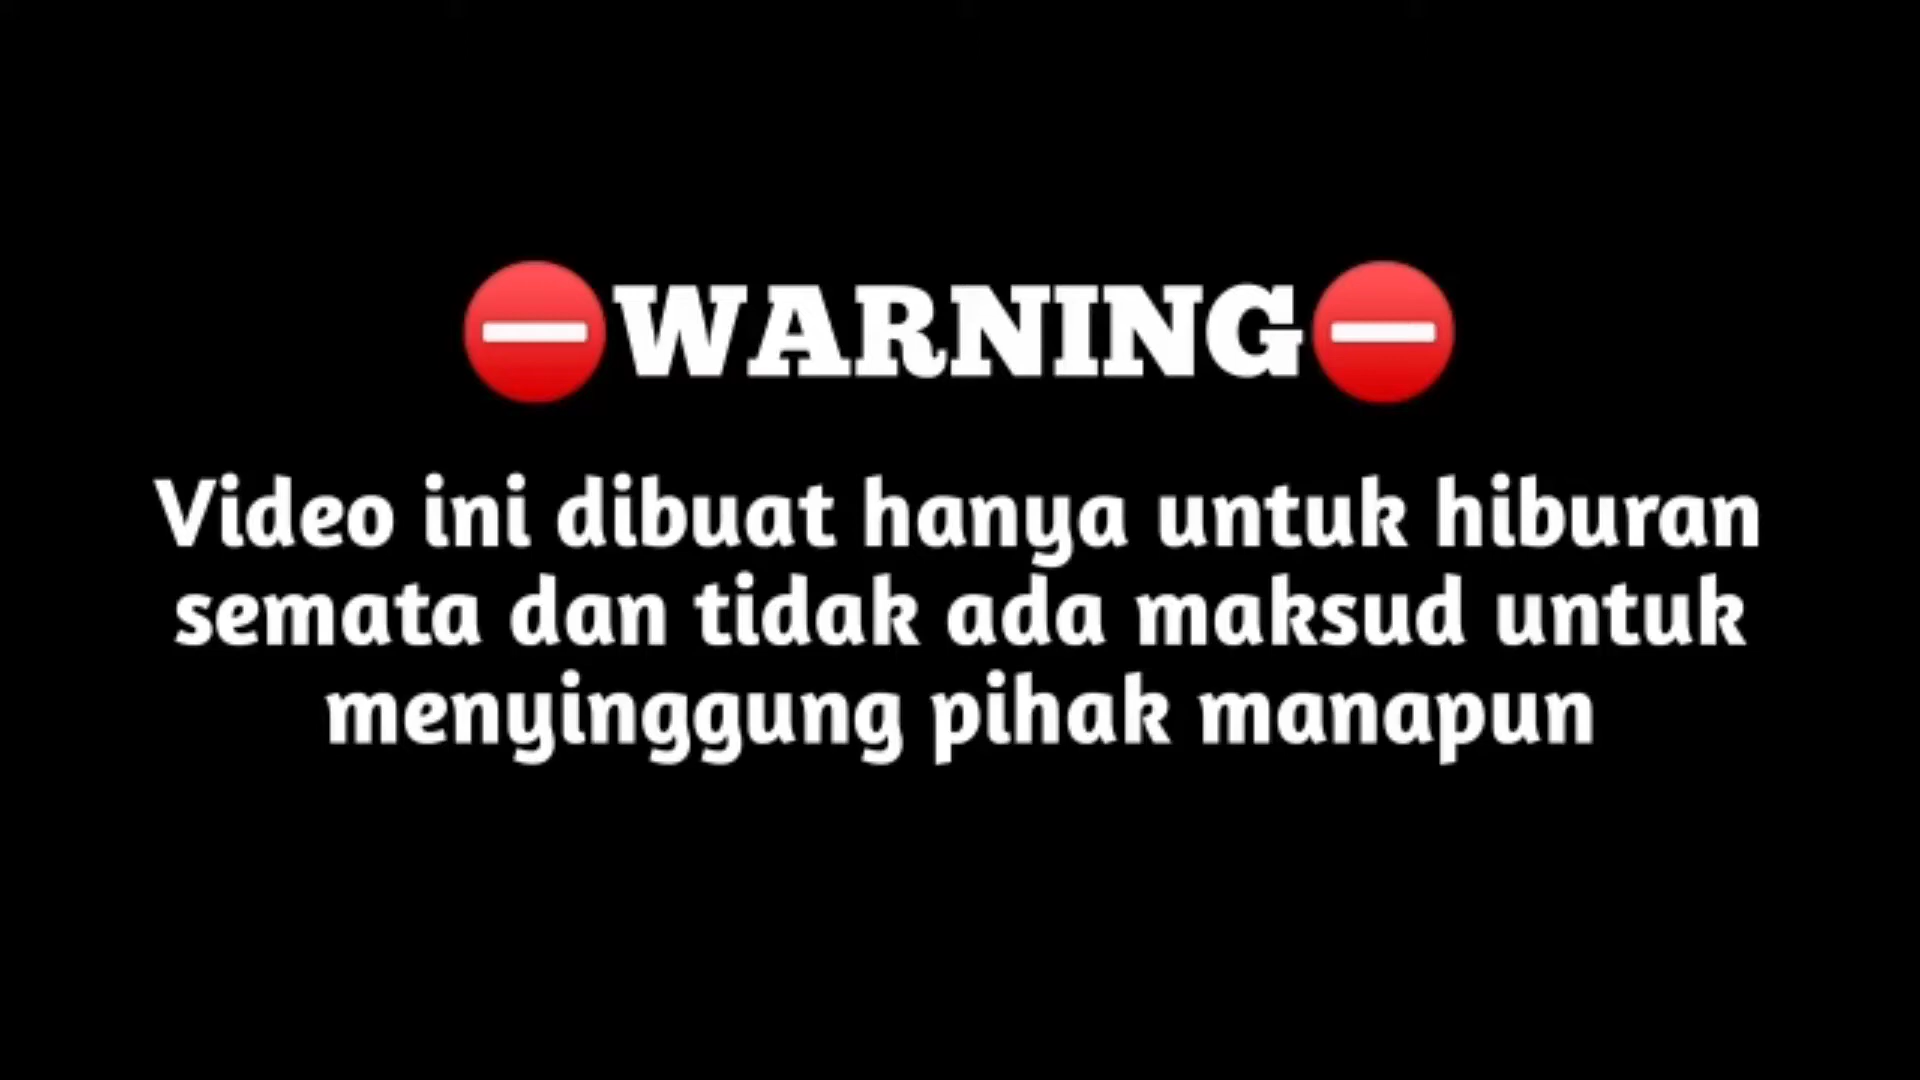 ⛔WARNING⛔
Video ini dibuat hanya untuk hiburan
semata dan tidak ada maksud untuk
menyinggung pihak manapun